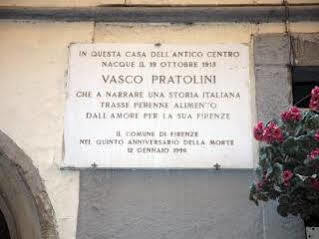 IN QUESTA CASA DELL'ANTICO CENTRO
NACQUE IL 19 OTTOBRE 1913
VASCO PRATOLINI
CHE A NARRARE UNA STORIA ITALIANA
TRASSE PERENNE ALIMENTO
DALL'AMORE PER LA SUA FIRENZE
IL COMUNE DI FIRENZE
NEL QUINTO ANNIVERSARIO DELLA MORTE
12 GENNAIO 1996